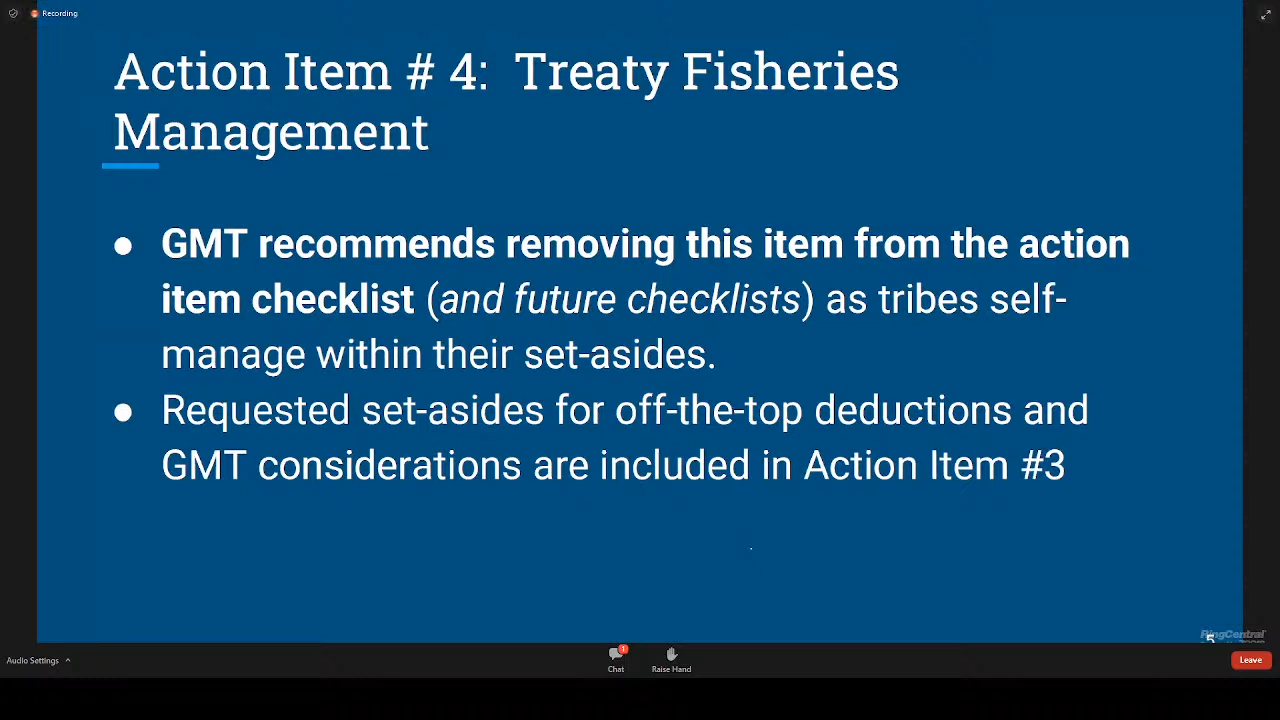 Recording
Action Item # 4: Treaty Fisheries
Management
● GMT recommends removing this item from the action
item checklist (and future checklists) as tribes self-
manage within their set-asides.
● Requested set-asides for off-the-top deductions and
GMT considerations are included in Action Item #3
RingCentral
5
Audio Settings
1
Chat
Raise Hand
Leave